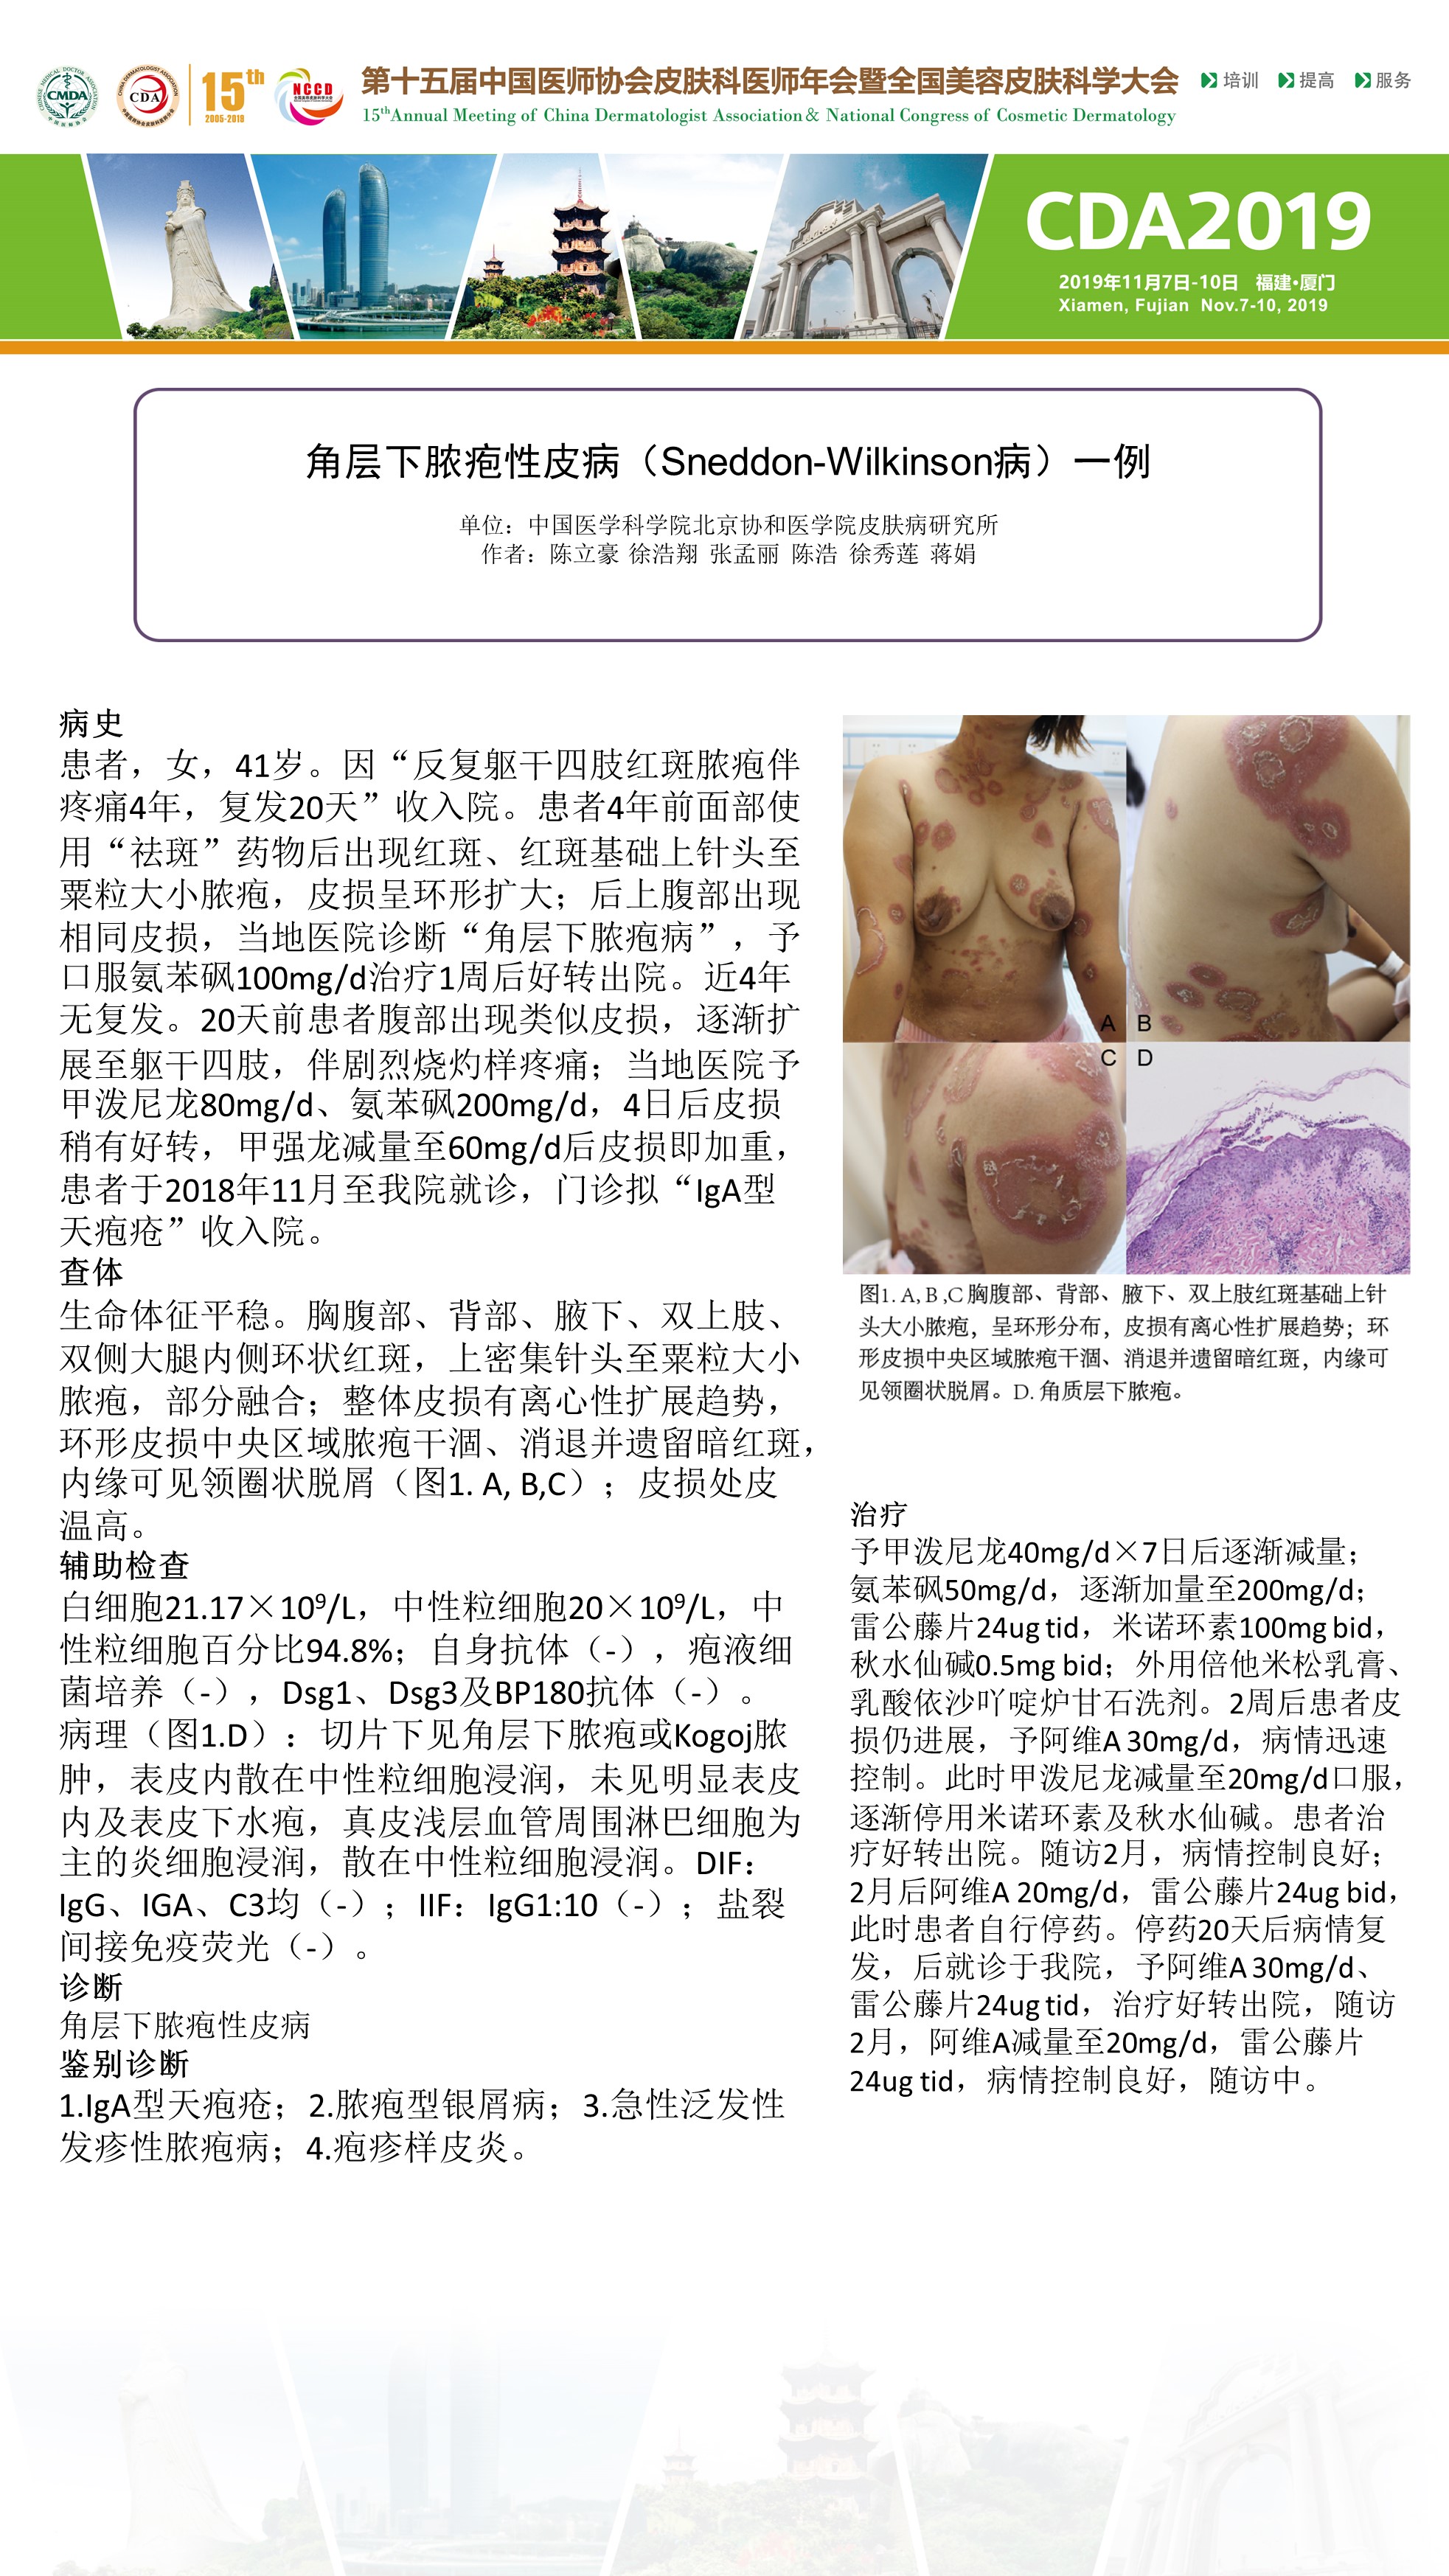 CHINESE MEDICAL DOCTOR ASSOCIATION
CMDA
中国医师协会
CHINA DERMATOLOGIST ASSOCIATION
CDA
15th
2005-2019
NCCD
第十五届中国医师协会皮肤科医师年会暨全国美容皮肤科学大会
15thAnnual Meeting of China Dermatologist Association& National Congress of Cosmetic Dermatology
培训 提高 服务
CDA2019
2019年11月7日-10日 福建•厦门
Xiamen, Fujian Nov.7-10, 2019
角层下脓疱性皮病（Sneddon-Wilkinson病）一例
单位：中国医学科学院北京协和医学院皮肤病研究所
作者：陈立豪 徐浩翔 张孟丽 陈浩 徐秀莲 蒋娟
病史
患者，女，41岁。因“反复躯干四肢红斑脓疱伴
疼痛4年，复发20天”收入院。患者4年前面部使
用“祛斑”药物后出现红斑、红斑基础上针头至
粟粒大小脓疱，皮损呈环形扩大；后上腹部出现
相同皮损，当地医院诊断“角层下脓疱病”，予
口服氨苯砜100mg/d治疗1周后好转出院。近4年
无复发。20天前患者腹部出现类似皮损，逐渐扩
展至躯干四肢，伴剧烈烧灼样疼痛；当地医院予
甲泼尼龙80mg/d、氨苯砜200mg/d，4日后皮损
稍有好转，甲强龙减量至60mg/d后皮损即加重，
患者于2018年11月至我院就诊，门诊拟“IgA型
天疱疮”收入院。
查体
生命体征平稳。胸腹部、背部、腋下、双上肢、
双侧大腿内侧环状红斑，上密集针头至粟粒大小
脓疱，部分融合；整体皮损有离心性扩展趋势，
环形皮损中央区域脓疱干涸、消退并遗留暗红斑，
内缘可见领圈状脱屑（图1. A, B,C）；皮损处皮
温高。
辅助检查
白细胞21.17×10⁹/L，中性粒细胞20×10⁹/L，中
性粒细胞百分比94.8%；自身抗体（-），疱液细
菌培养（-），Dsg1、Dsg3及BP180抗体（-）。
病理（图1.D）：切片下见角层下脓疱或Kogoj脓
肿，表皮内散在中性粒细胞浸润，未见明显表皮
内及表皮下水疱，真皮浅层血管周围淋巴细胞为
主的炎细胞浸润，散在中性粒细胞浸润。DIF：
IgG、IGA、C3均（-）；IIF：IgG1:10（-）；盐裂
间接免疫荧光（-）。
诊断
角层下脓疱性皮病
鉴别诊断
1.IgA型天疱疮；2.脓疱型银屑病；3.急性泛发性
发疹性脓疱病；4.疱疹样皮炎。
A B
C D
图1. A, B ,C 胸腹部、背部、腋下、双上肢红斑基础上针
头大小脓疱，呈环形分布，皮损有离心性扩展趋势；环
形皮损中央区域脓疱干涸、消退并遗留暗红斑，内缘可
见领圈状脱屑。D. 角质层下脓疱。
治疗
予甲泼尼龙40mg/d×7日后逐渐减量；
氨苯砜50mg/d，逐渐加量至200mg/d；
雷公藤片24ug tid，米诺环素100mg bid，
秋水仙碱0.5mg bid；外用倍他米松乳膏、
乳酸依沙吖啶炉甘石洗剂。2周后患者皮
损仍进展，予阿维A 30mg/d，病情迅速
控制。此时甲泼尼龙减量至20mg/d口服，
逐渐停用米诺环素及秋水仙碱。患者治
疗好转出院。随访2月，病情控制良好；
2月后阿维A 20mg/d，雷公藤片24ug bid，
此时患者自行停药。停药20天后病情复
发，后就诊于我院，予阿维A 30mg/d、
雷公藤片24ug tid，治疗好转出院，随访
2月，阿维A减量至20mg/d，雷公藤片
24ug tid，病情控制良好，随访中。